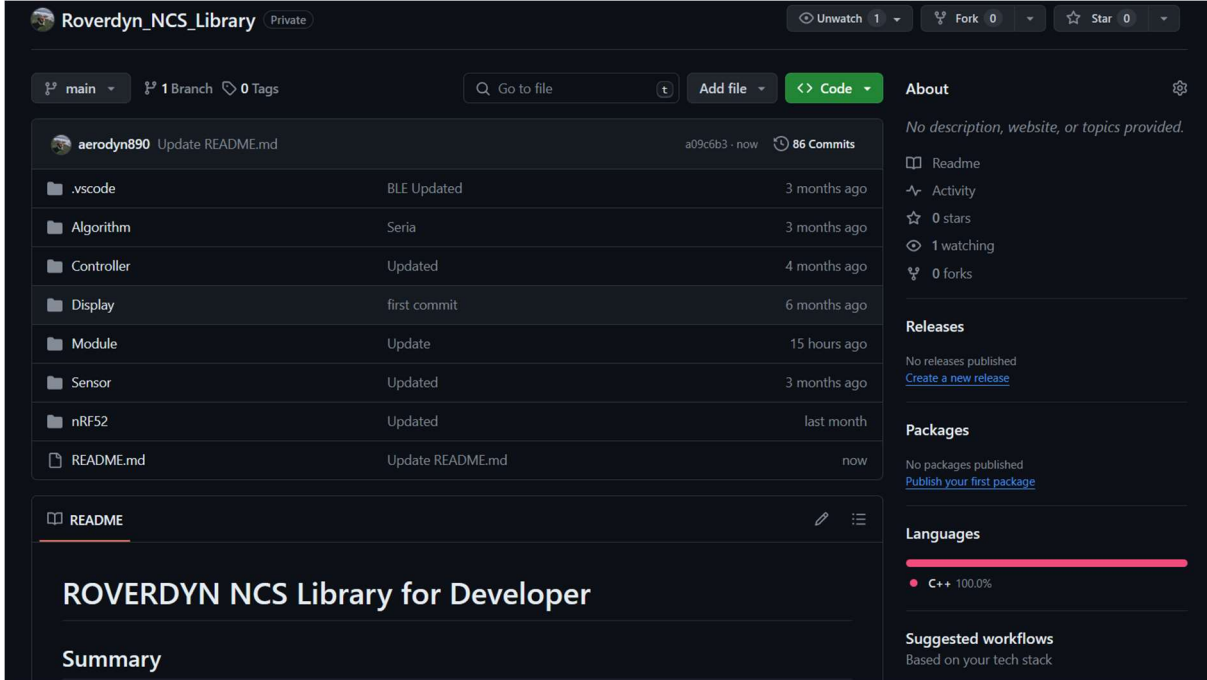 Roverdyn_NCS_Library Private
Unwatch 1
Fork 0
Star 0
main
1 Branch
0 Tags
Go to file t
Add file
<> Code
aerodyn890 Update README.md a09c6b3 · now 86 Commits
.vscode BLE Updated 3 months ago
Algorithm Seria 3 months ago
Controller Updated 4 months ago
Display first commit 6 months ago
Module Update 15 hours ago
Sensor Updated 3 months ago
nRF52 Updated last month
README.md Update README.md now
README
ROVERDYN NCS Library for Developer
Summary
About
No description, website, or topics provided.
Readme
Activity
0 stars
1 watching
0 forks
Releases
No releases published
Create a new release
Packages
No packages published
Publish your first package
Languages
C++ 100.0%
Suggested workflows
Based on your tech stack